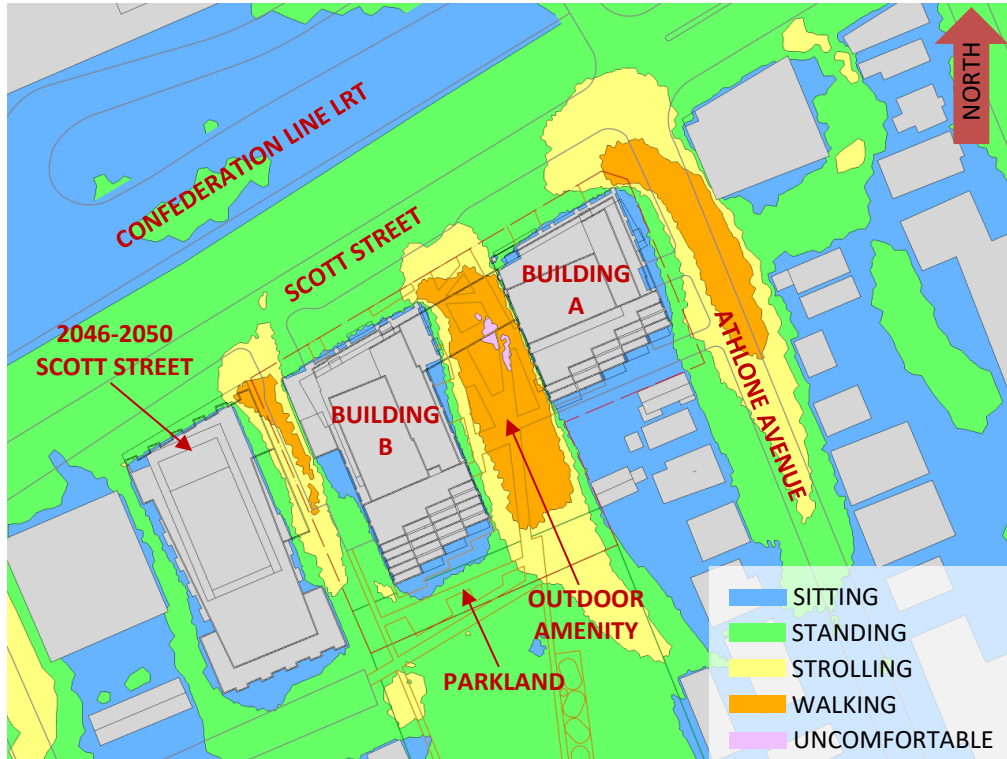 NORTH
CONFEDERATION LINE LRT
SCOTT STREET
BUILDING
A
2046-2050
SCOTT STREET
BUILDING
B
ATHLONE AVENUE
OUTDOOR
AMENITY
PARKLAND
SITTING
STANDING
STROLLING
WALKING
UNCOMFORTABLE